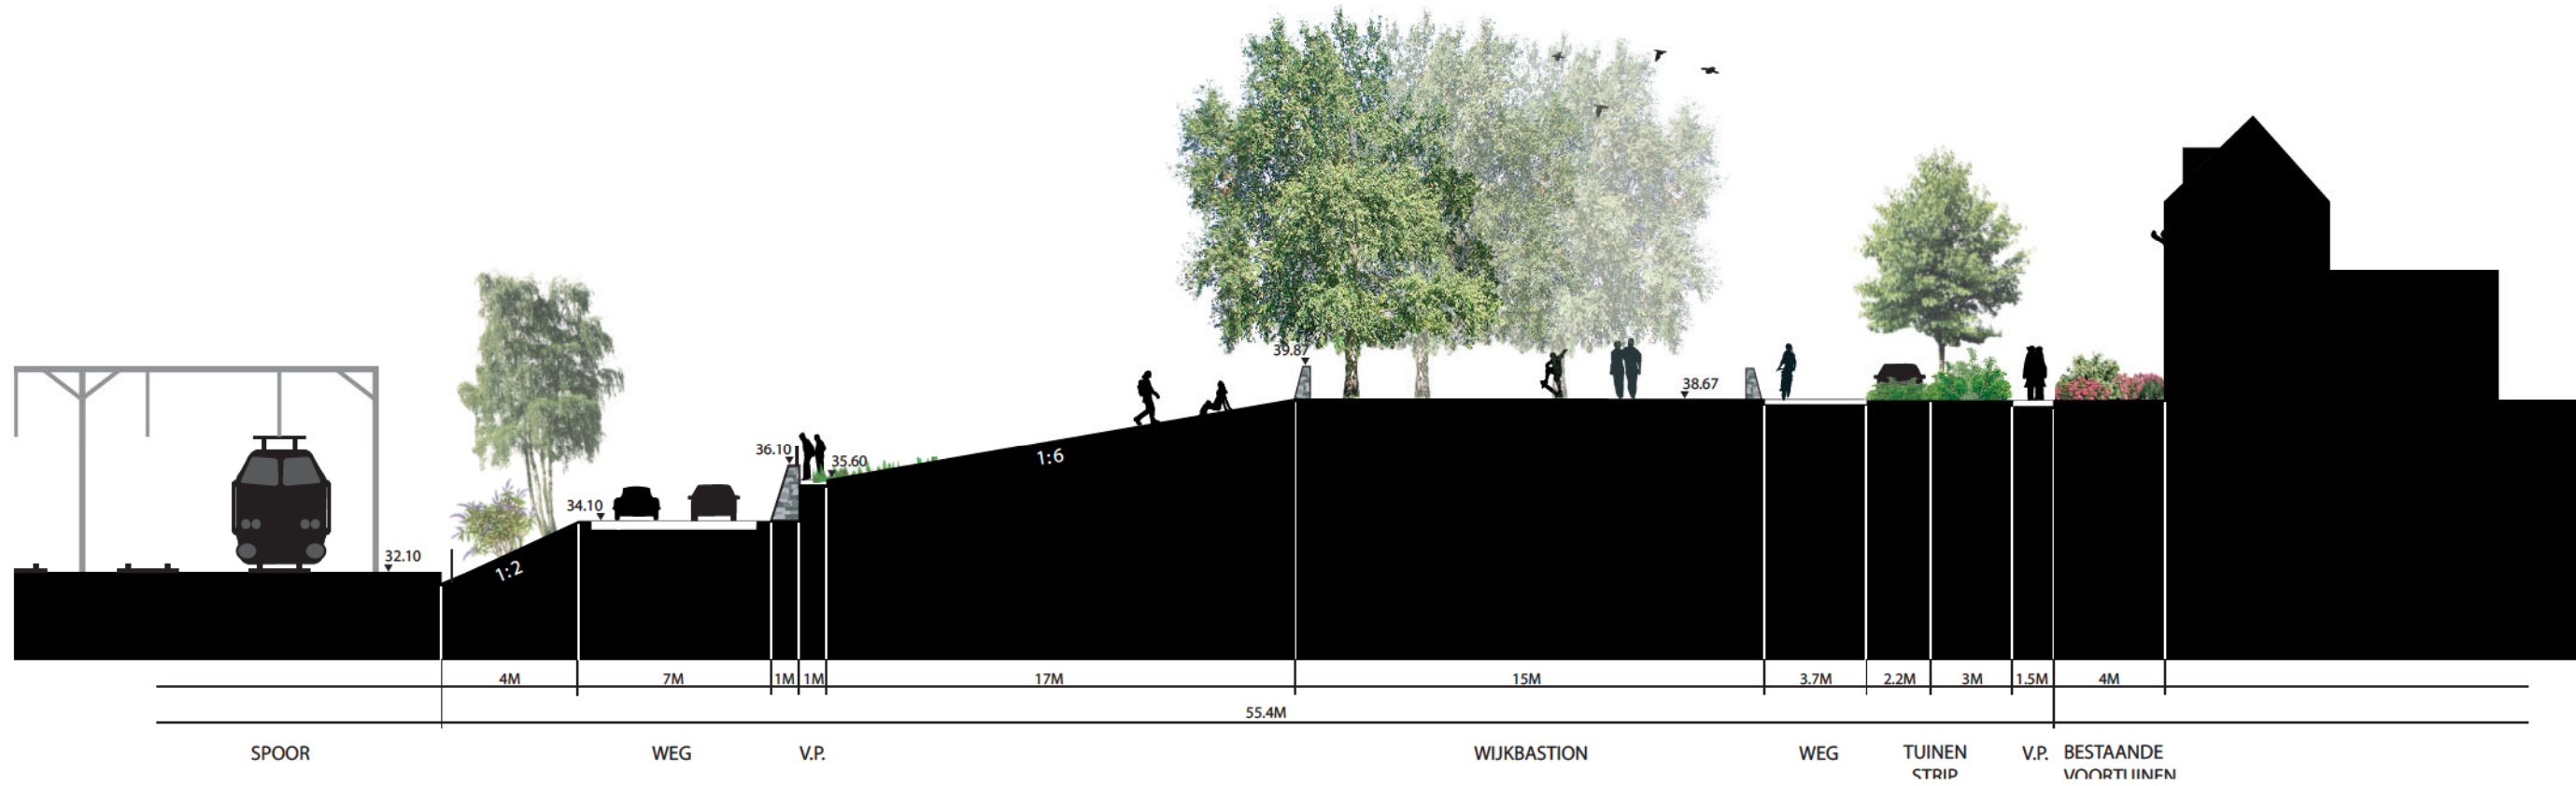 39.87
38.67
36.10
35.60
1:6
34.10
32.10
1:2
4M 7M 1M 1M 17M 15M 3.7M 2.2M 3M 1.5M 4M
55.4M
SPOOR WEG V.P. WIJKBASTION WEG TUINEN V.P. BESTAANDE
STRIP VOORTUINEN